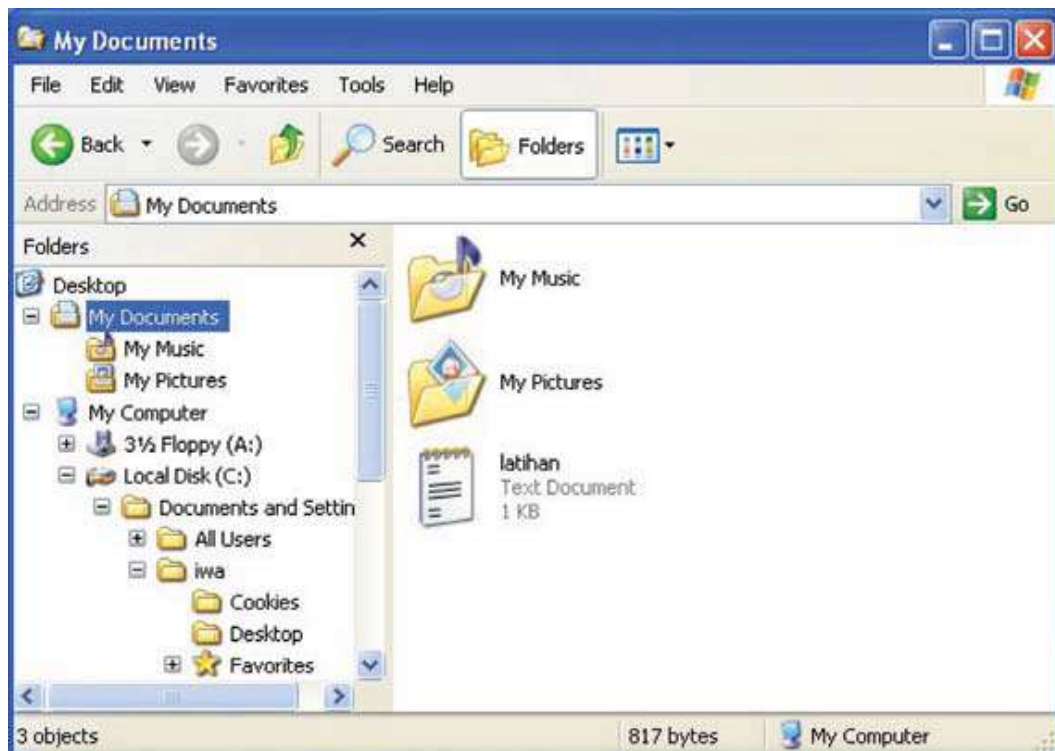 My Documents
File Edit View Favorites Tools Help
Back Search Folders
Address My Documents Go
Folders
Desktop
My Documents
My Music
My Pictures
My Computer
3½ Floppy (A:)
Local Disk (C:)
Documents and Settin
All Users
iwa
Cookies
Desktop
Favorites
My Music
My Pictures
latihan
Text Document
1 KB
3 objects 817 bytes My Computer